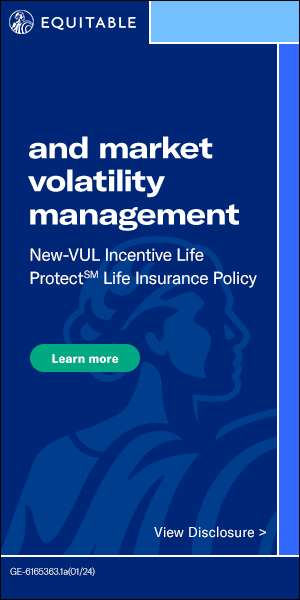 EQUITABLE
and market
volatility
management
New-VUL Incentive Life
Protect℠ Life Insurance Policy
Learn more
View Disclosure >
GE-6165363.1a(01/24)